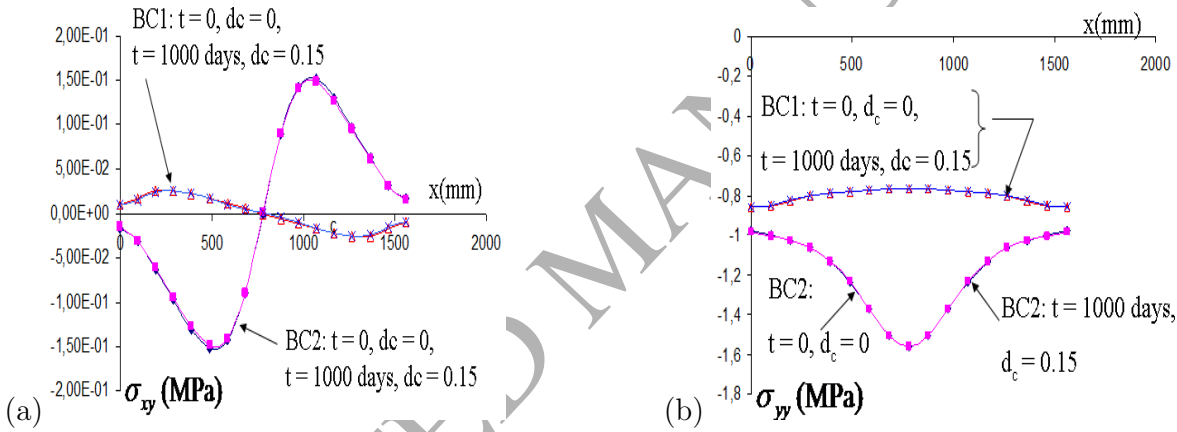 2,00E-01
1,50E-01
1,00E-01
5,00E-02
0,00E+00
-5,00E-02
-1,00E-01
-1,50E-01
-2,00E-01
BC1: t = 0, dc = 0,
t = 1000 days, dc = 0.15
x(mm)
0 500 1000 1500 2000
BC2: t = 0, dc = 0,
t = 1000 days, dc = 0.15
σxy (MPa)
(a)
0
-0,2
-0,4
-0,6
-0,8
-1
-1,2
-1,4
-1,6
-1,8
x(mm)
0 500 1000 1500 2000
BC1: t = 0, dc = 0,
t = 1000 days, dc = 0.15
BC2:
t = 0, dc = 0
BC2: t = 1000 days,
dc = 0.15
σyy (MPa)
(b)
D MAN